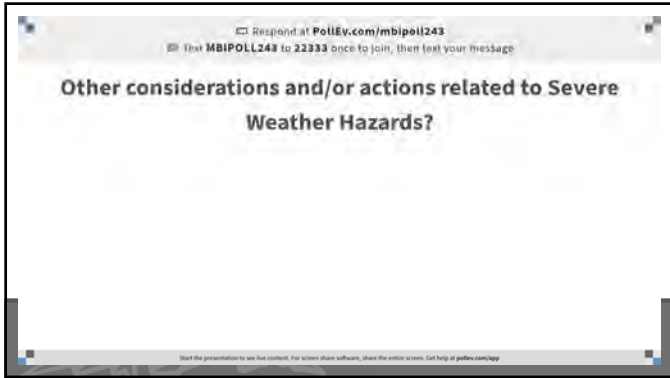 Respond at PollEv.com/mbipoll243
Text MBIPOLL243 to 22333 once to join, then text your message
Other considerations and/or actions related to Severe
Weather Hazards?
Start the presentation to see live content. For screen share software, share the entire screen. Get help at pollev.com/app